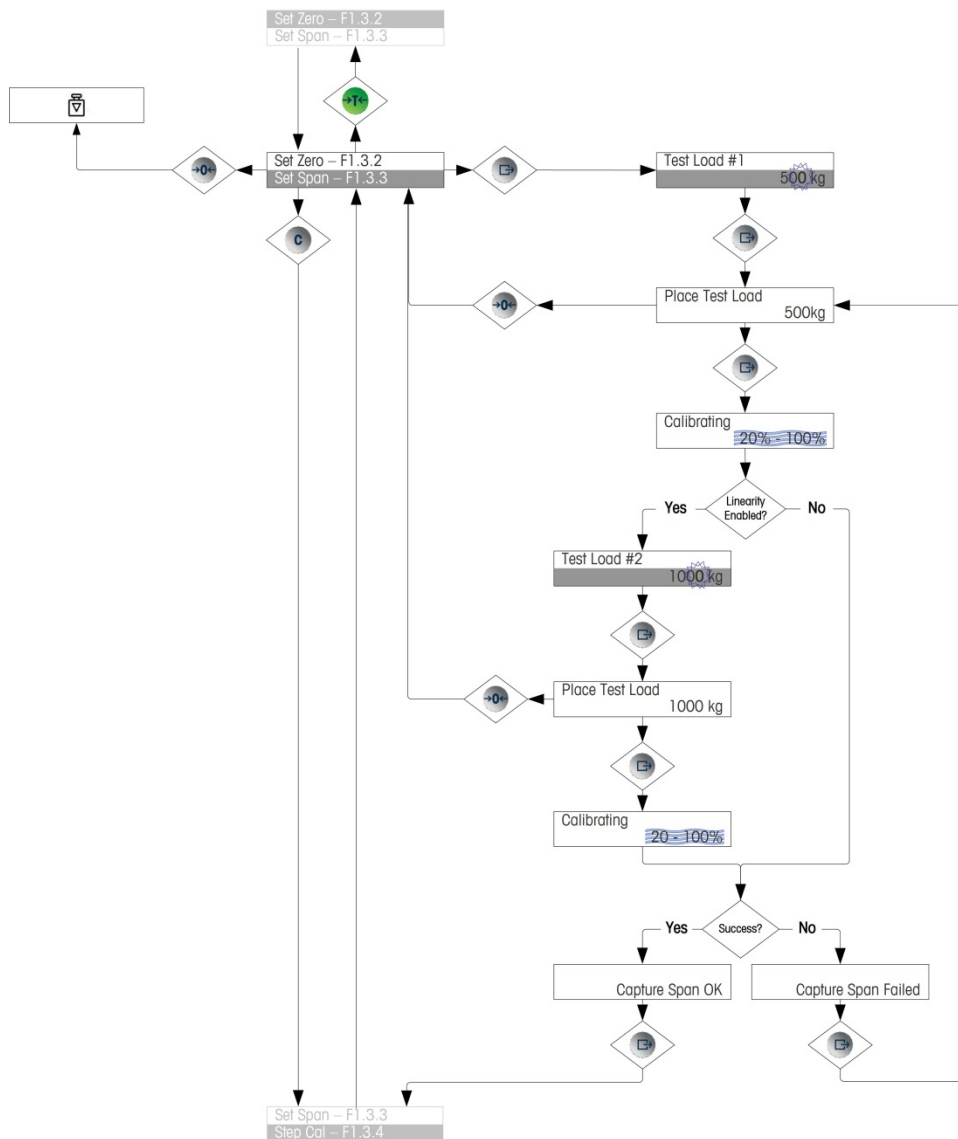 Set Zero – F1.3.2
Set Span – F1.3.3
→T←
→0←
Set Zero – F1.3.2
Set Span – F1.3.3
Test Load #1
500 kg
C
→0←
Place Test Load
500kg
Calibrating
20% - 100%
Linearity
Enabled?
Yes
No
Test Load #2
1000 kg
→0←
Place Test Load
1000 kg
Calibrating
20 - 100%
Success?
Yes
No
Capture Span OK
Capture Span Failed
Set Span – F1.3.3
Step Cal – F1.3.4